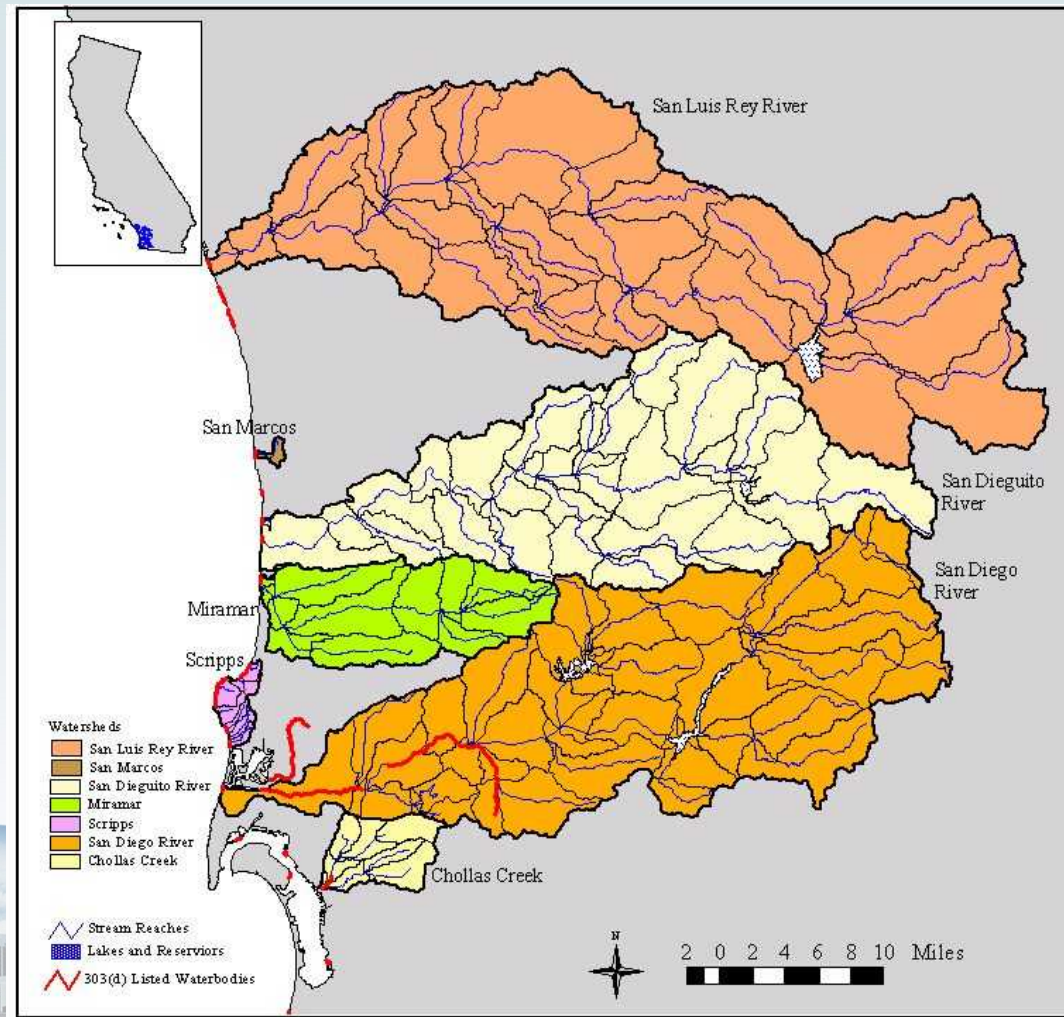 San Luis Rey River
San Marcos
San Dieguito
River
San Diego
River
Miramar
Scripps
Watersheds
San Luis Rey River
San Marcos
San Dieguito River
Miramar
Scripps
San Diego River
Chollas Creek
Chollas Creek
Stream Reaches
Lakes and Reserviors
303(d) Listed Waterbodies
N
2 0 2 4 6 8 10 Miles